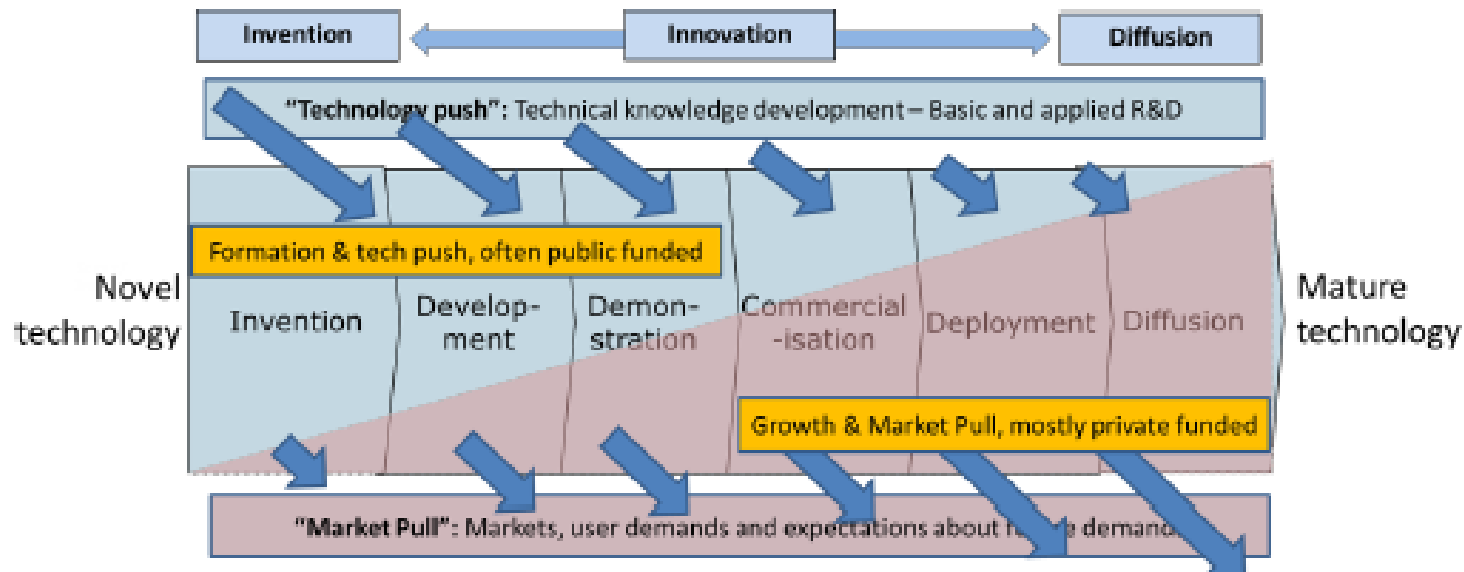 Invention
Innovation
Diffusion
“Technology push”: Technical knowledge development – Basic and applied R&D
Formation & tech push, often public funded
Novel
technology
Invention
Develop-
ment
Demon-
stration
Commercial
-isation
Deployment
Diffusion
Mature
technology
Growth & Market Pull, mostly private funded
“Market Pull”: Markets, user demands and expectations about demand